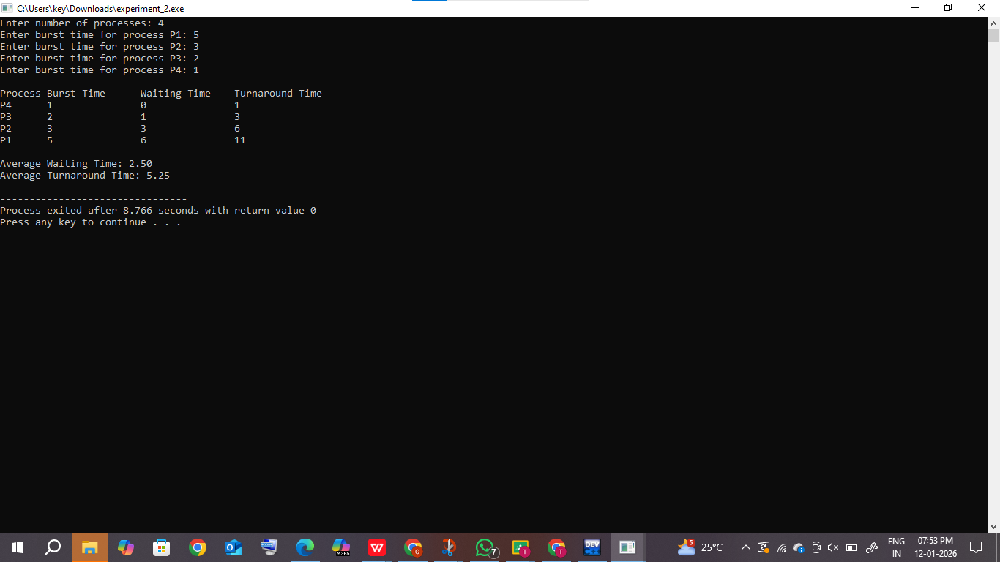 C:\Users\key\Downloads\experiment_2.exe
Enter number of processes: 4
Enter burst time for process P1: 5
Enter burst time for process P2: 3
Enter burst time for process P3: 2
Enter burst time for process P4: 1
Process Burst Time Waiting Time Turnaround Time
P4 1 0 1
P3 2 1 3
P2 3 3 6
P1 5 6 11
Average Waiting Time: 2.50
Average Turnaround Time: 5.25
--------------------------------
Process exited after 8.766 seconds with return value 0
Press any key to continue . . .
M365
W
G
7
T
T
DEV
5
25°C
ENG
IN
07:53 PM
12-01-2026